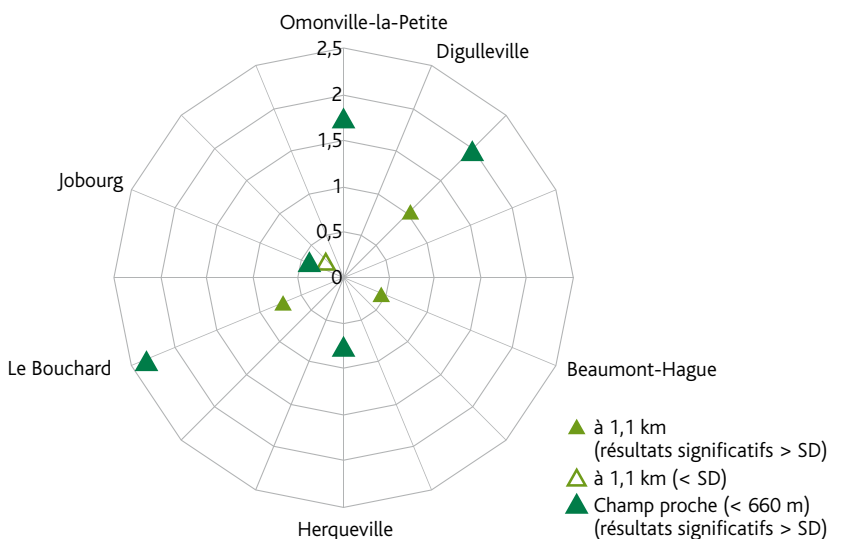 Omonville-la-Petite
2,5
Digulleville
2
1,5
Jobourg
1
0,5
0
Le Bouchard
Beaumont-Hague
à 1,1 km
(résultats significatifs > SD)
à 1,1 km (< SD)
Champ proche (< 660 m)
(résultats significatifs > SD)
Herqueville